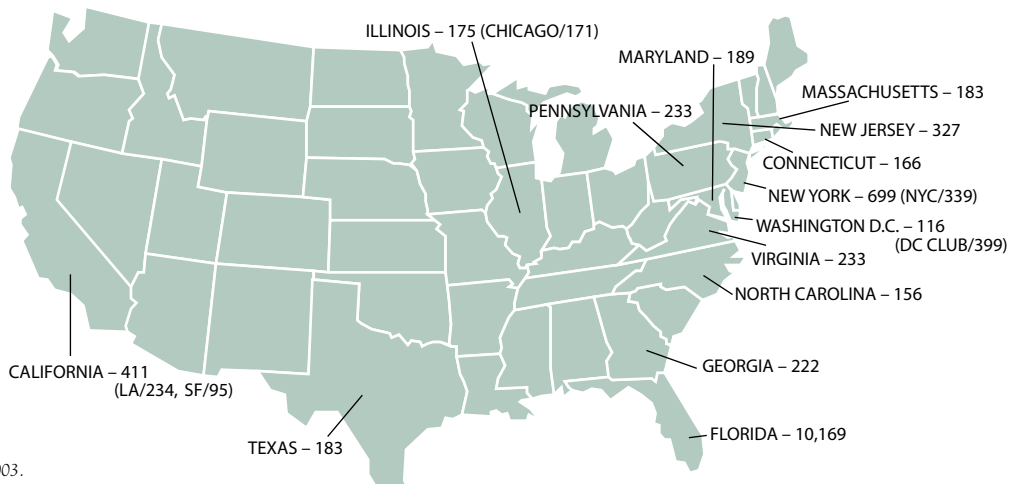 ILLINOIS – 175 (CHICAGO/171)
MARYLAND – 189
MASSACHUSETTS – 183
PENNSYLVANIA – 233
NEW JERSEY – 327
CONNECTICUT – 166
NEW YORK – 699 (NYC/339)
WASHINGTON D.C. – 116
(DC CLUB/399)
VIRGINIA – 233
NORTH CAROLINA – 156
GEORGIA – 222
CALIFORNIA – 411
(LA/234, SF/95)
FLORIDA – 10,169
TEXAS – 183